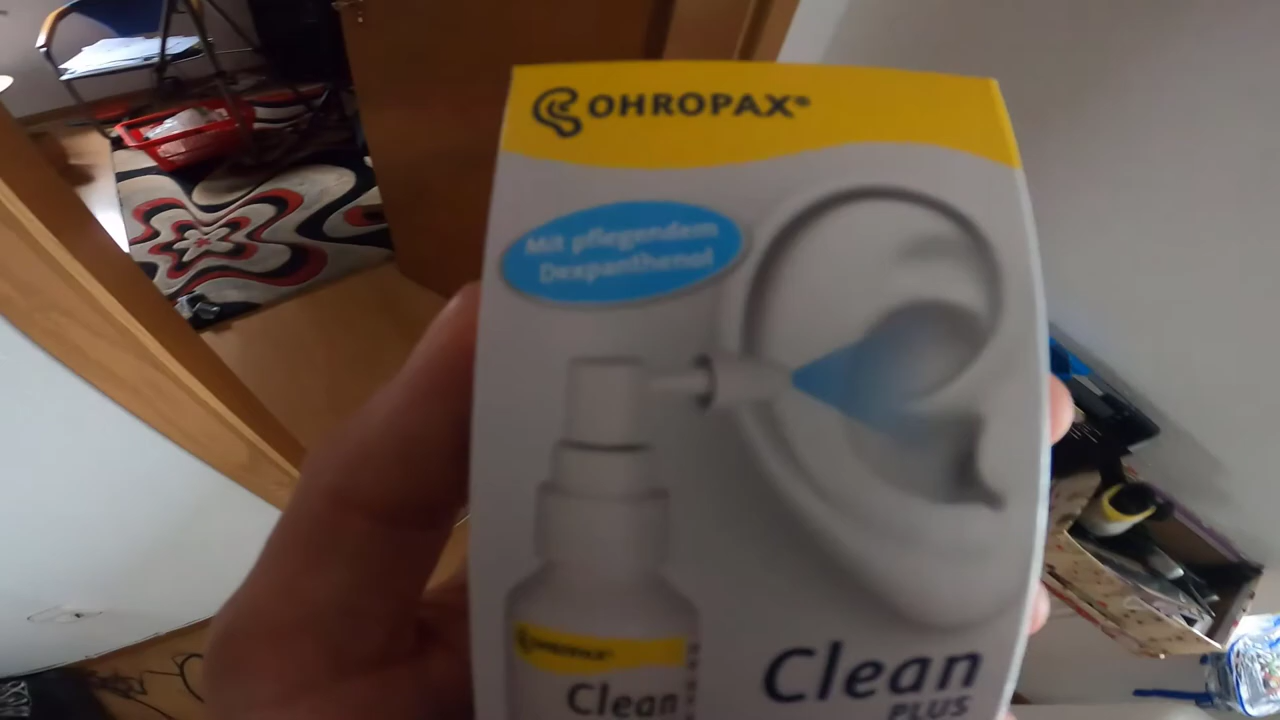 OHROPAX®
Mit pflegendem
Dexpanthenol
OHROPAX®
Clean
Clean
PLUS